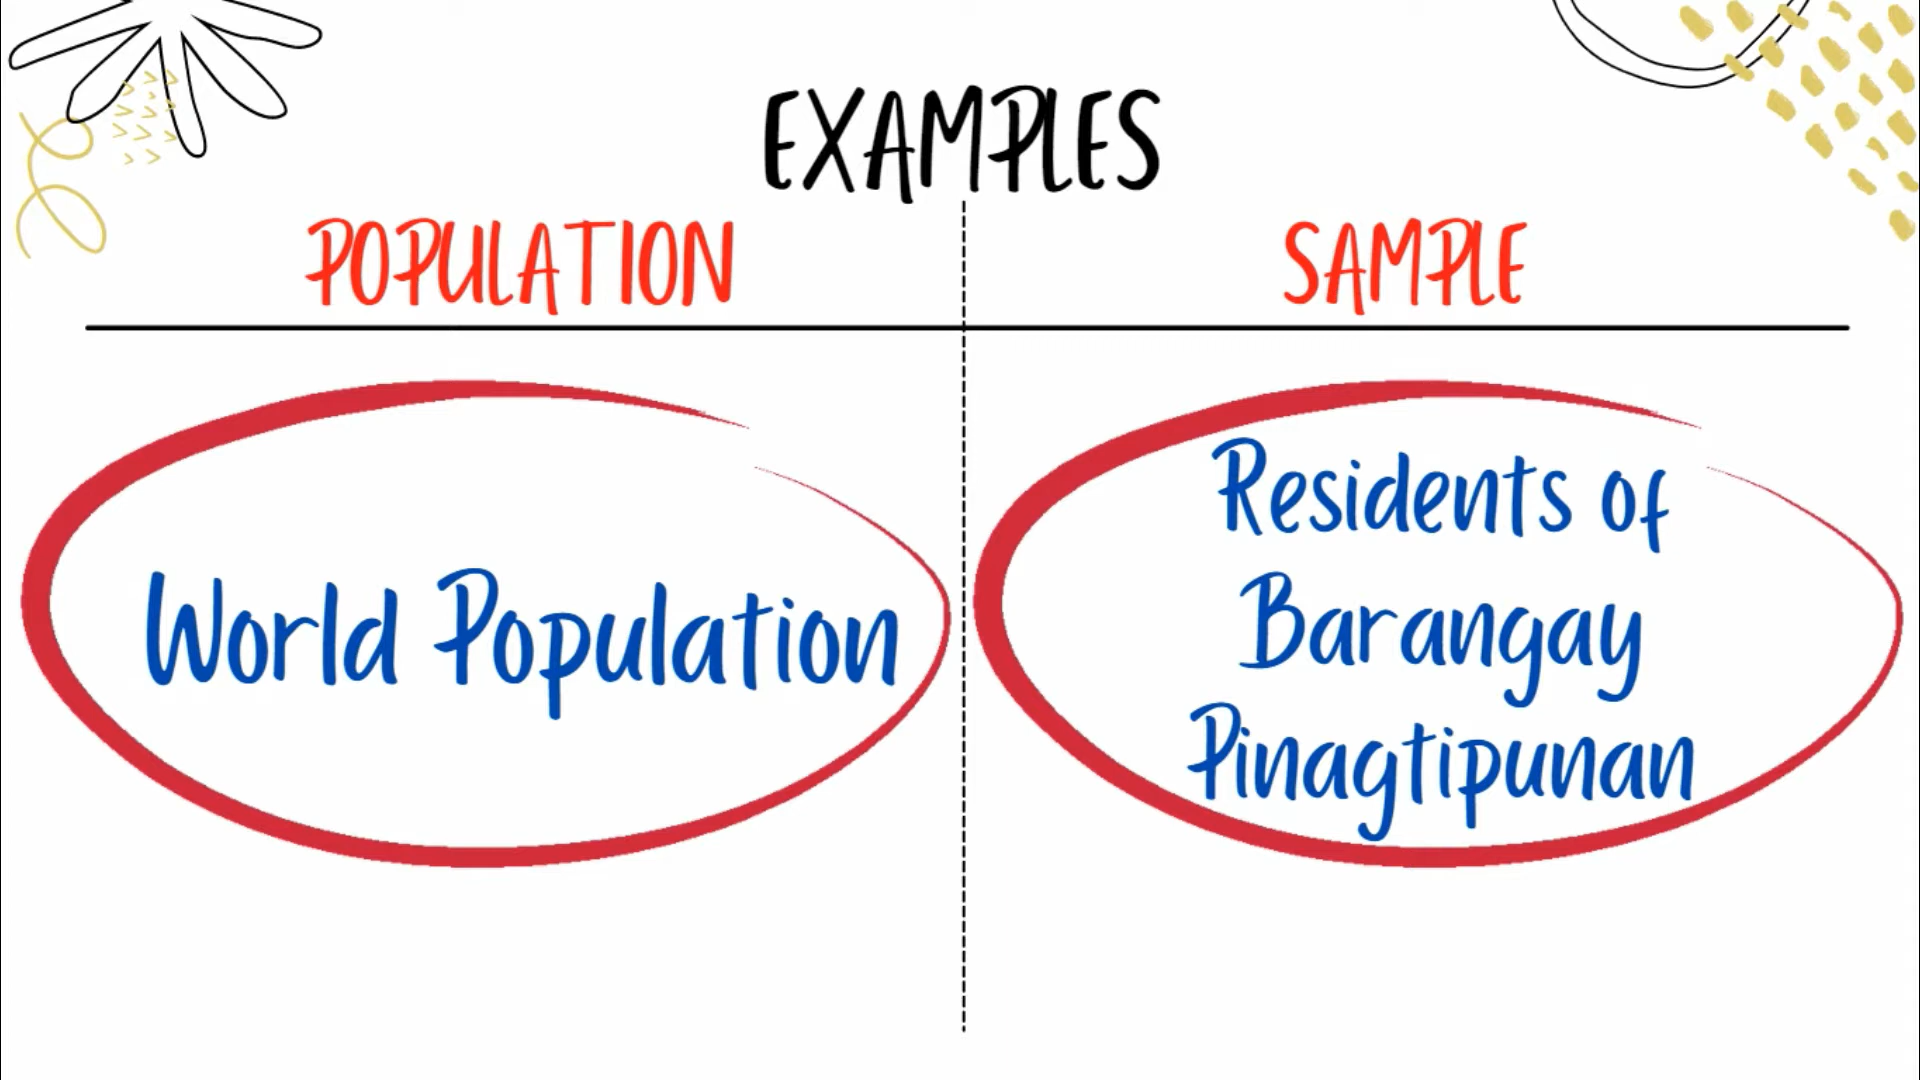 EXAMPLES
POPULATION
SAMPLE
World Population
Residents of
Barangay
Pinagtipunan